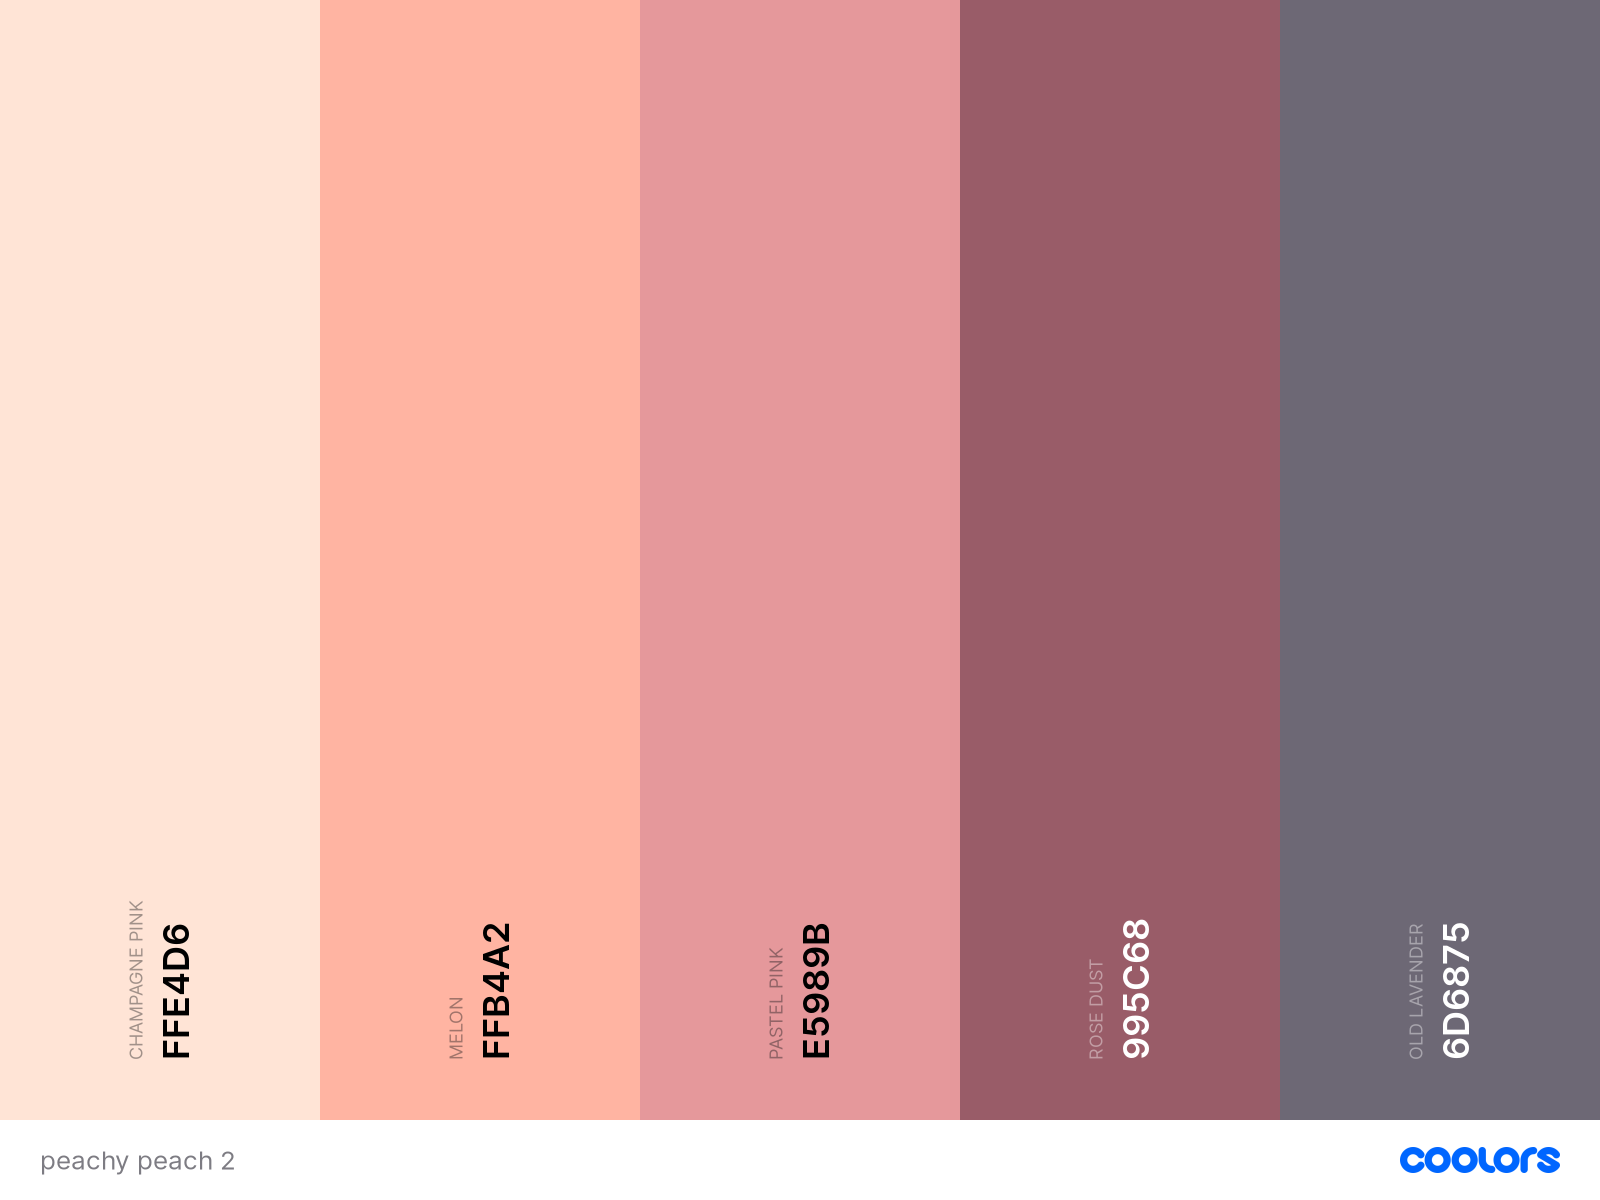 CHAMPAGNE PINK
FFE4D6
MELON
FFB4A2
PASTEL PINK
E5989B
ROSE DUST
995C68
OLD LAVENDER
6D6875
peachy peach 2
coolors